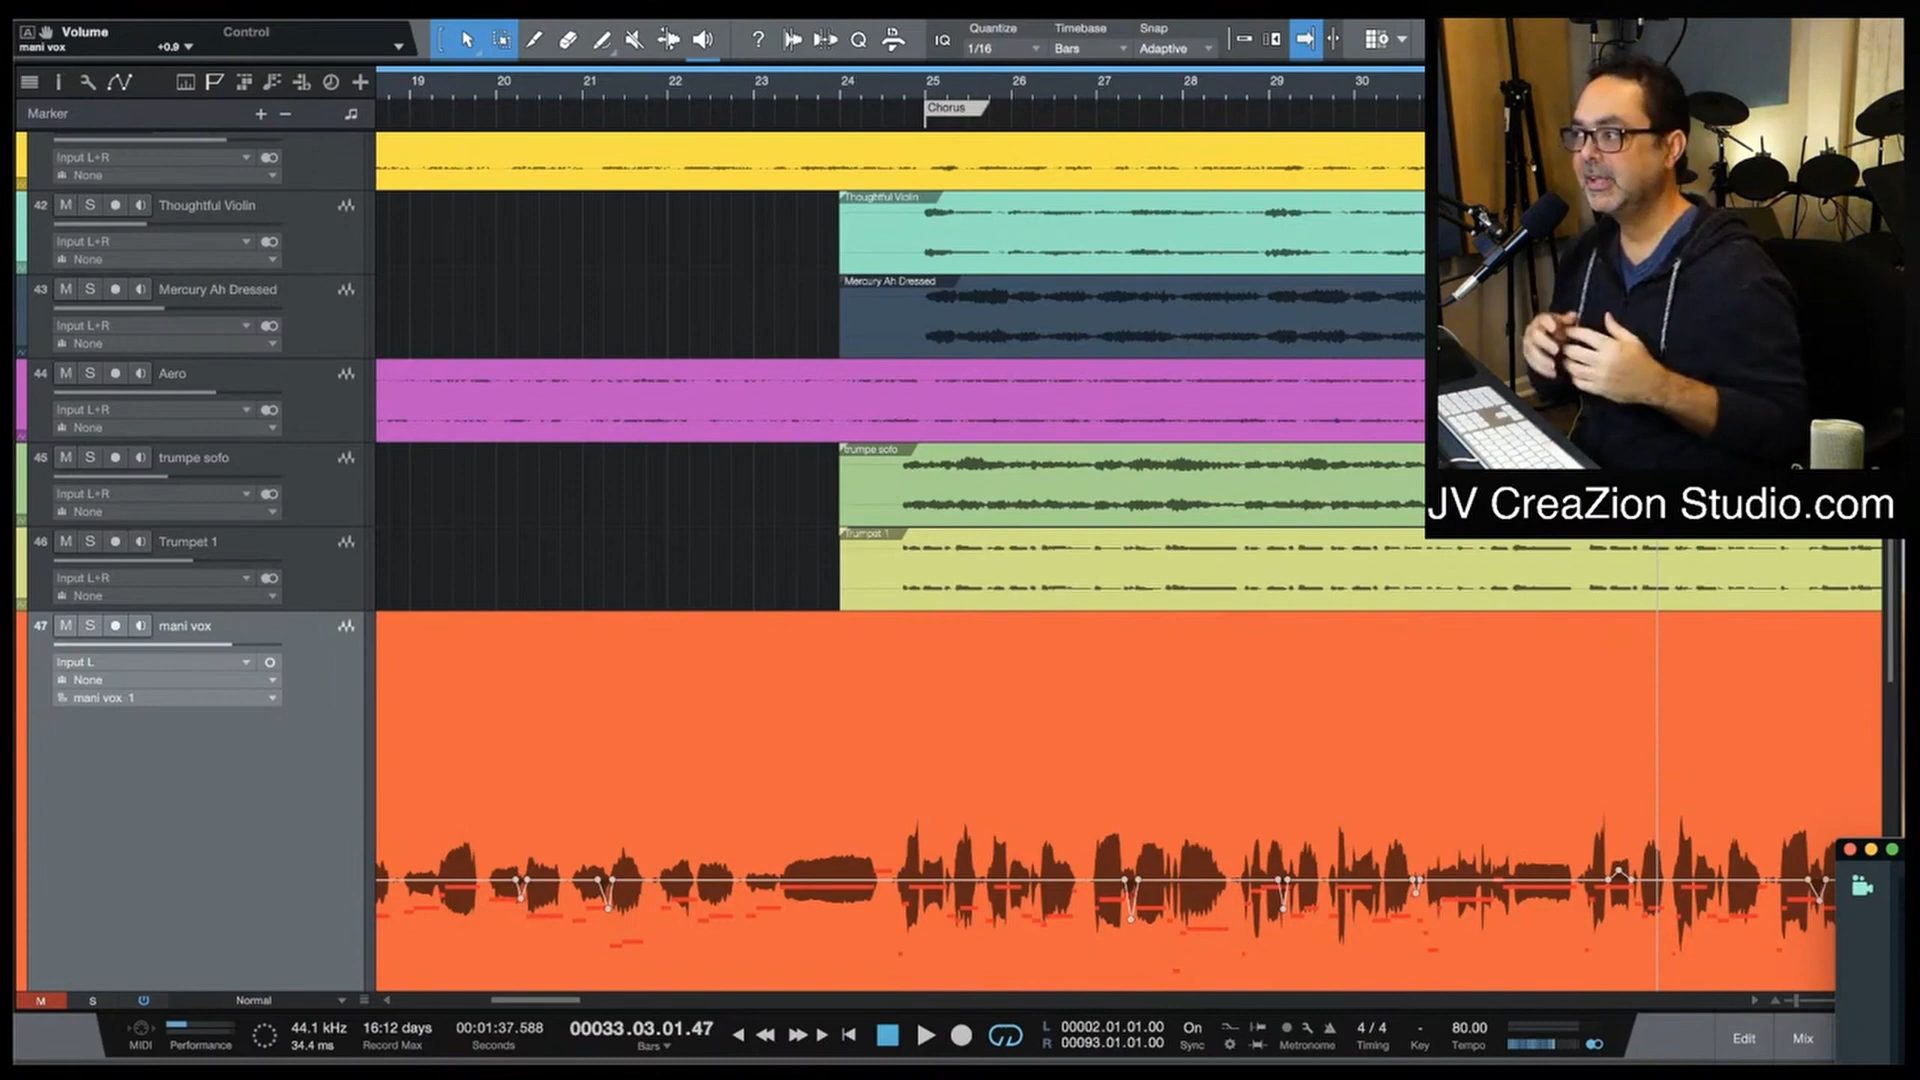 Volume
Control
mani vox
+0.9
Quantize
Timebase
Snap
IQ
1/16
Bars
Adaptive
19 20 21 22 23 24 25 26 27 28 29 30
Marker
Chorus
Input L+R
None
42 M S Thoughtful Violin
Input L+R
None
Thoughtful Violin
43 M S Mercury Ah Dressed
Input L+R
None
Mercury Ah Dressed
44 M S Aero
Input L+R
None
45 M S trumpe solo
Input L+R
None
trumpe solo
46 M S Trumpet 1
Input L+R
None
Trumpet 1
47 M S mani vox
Input L
None
mani vox 1
JV CreaZion Studio.com
M S Normal
MIDI
Performance
44.1 kHz
34.4 ms
16:12 days
Record Max
00:01:37.588
Seconds
00033.03.01.47
Bars
L 00002.01.01.00
R 00093.01.01.00
On
Sync
Metronome
4 / 4
Timing
-
Key
80.00
Tempo
Edit
Mix